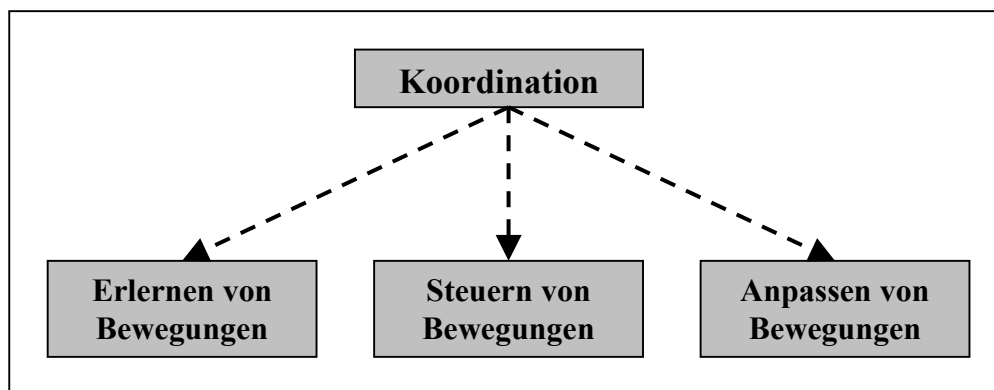 Koordination
Erlernen von
Bewegungen
Steuern von
Bewegungen
Anpassen von
Bewegungen